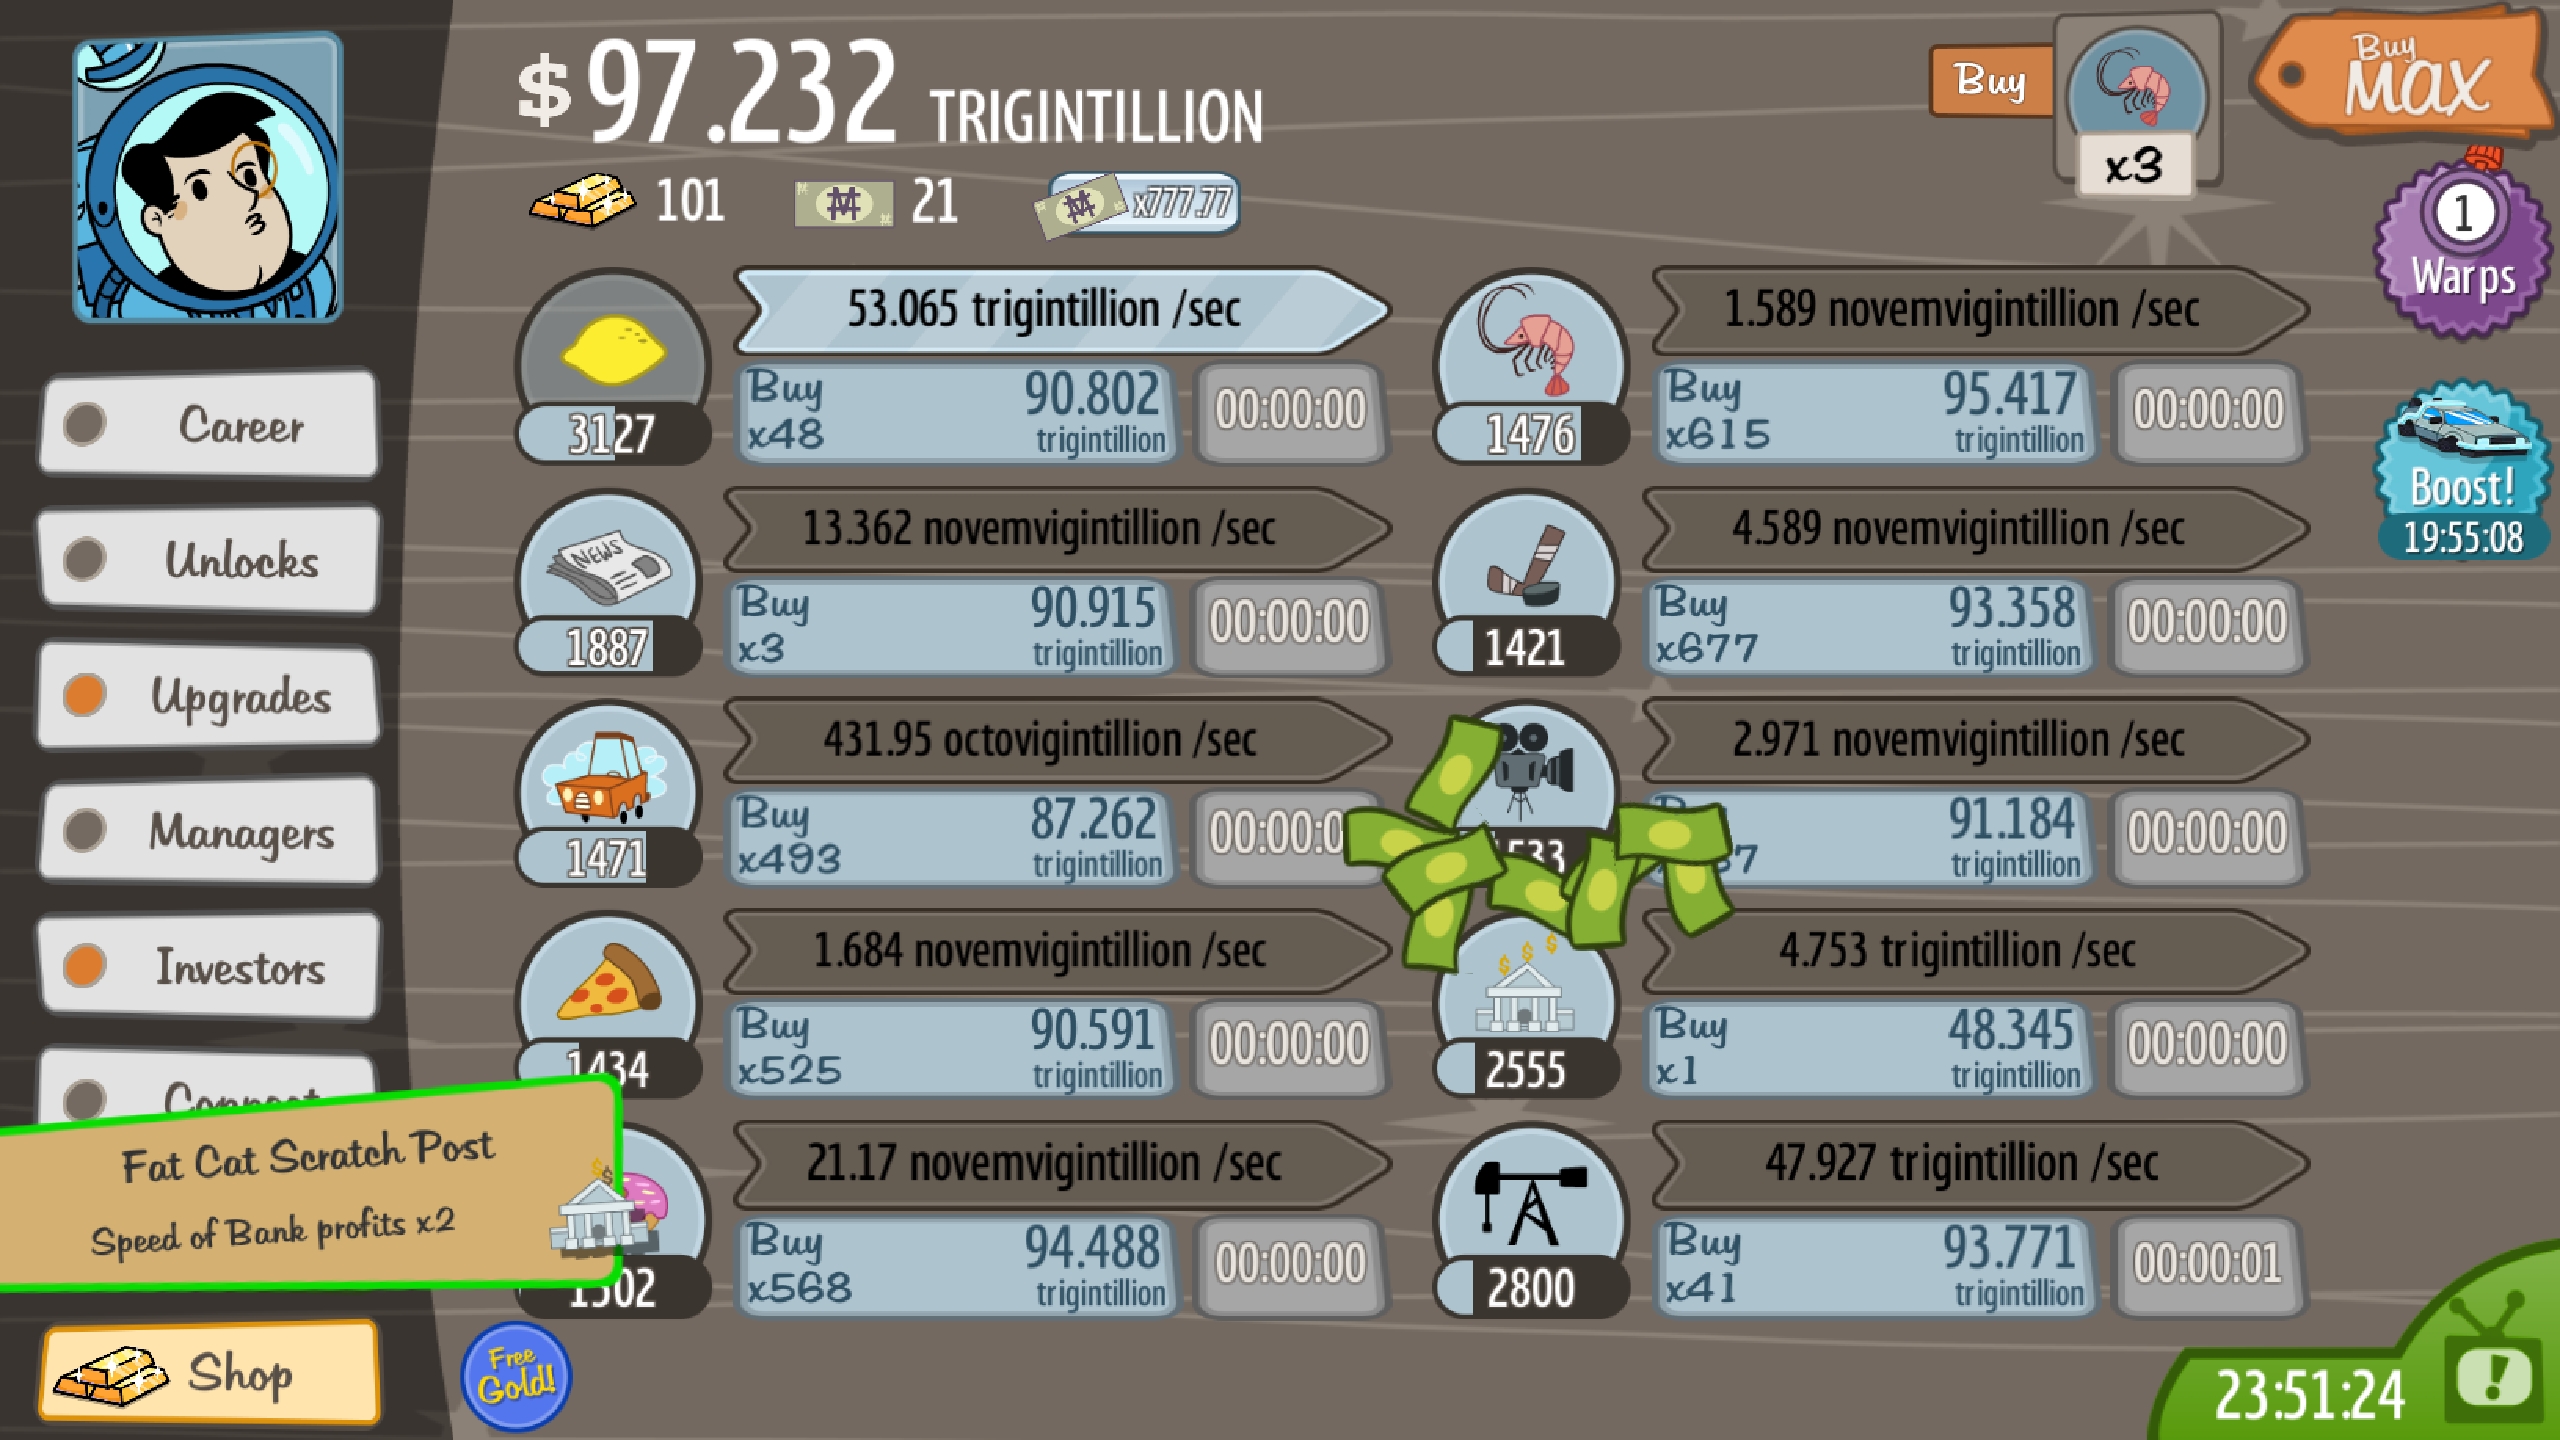 $97.232 TRIGINTILLION
101 21 x777.77
Buy
x3
Buy
MAX
1
Warps
Boost!
19:55:08
Career
Unlocks
Upgrades
Managers
Investors
Connect
Fat Cat Scratch Post
Speed of Bank profits x2
Shop
Free
Gold!
53.065 trigintillion /sec
3127
Buy 90.802
x48 trigintillion
00:00:00
NEWS
13.362 novemvigintillion /sec
1887
Buy 90.915
x3 trigintillion
00:00:00
431.95 octovigintillion /sec
1471
Buy 87.262
x493 trigintillion
00:00:0
1.684 novemvigintillion /sec
1434
Buy 90.591
x525 trigintillion
00:00:00
21.17 novemvigintillion /sec
1502
Buy 94.488
x568 trigintillion
00:00:00
1.589 novemvigintillion /sec
1476
Buy 95.417
x615 trigintillion
00:00:00
4.589 novemvigintillion /sec
1421
Buy 93.358
x677 trigintillion
00:00:00
2.971 novemvigintillion /sec
91.184
trigintillion
00:00:00
4.753 trigintillion /sec
2555
Buy 48.345
x1 trigintillion
00:00:00
47.927 trigintillion /sec
2800
Buy 93.771
x41 trigintillion
00:00:01
23:51:24